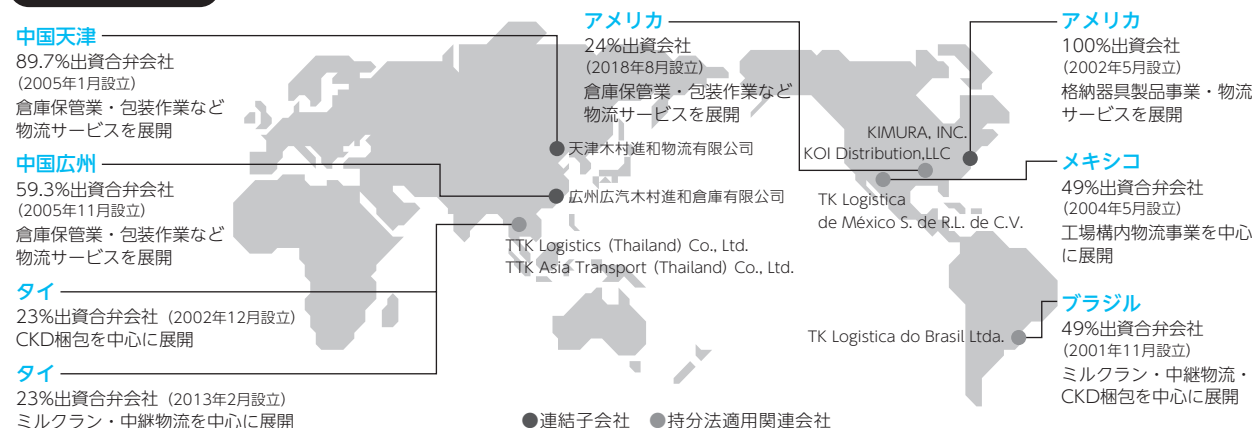 中国天津
89.7%出資合弁会社
(2005年1月設立)
倉庫保管業・包装作業など
物流サービスを展開
中国広州
59.3%出資合弁会社
(2005年11月設立)
倉庫保管業・包装作業など
物流サービスを展開
タイ
23%出資合弁会社 (2002年12月設立)
CKD梱包を中心に展開
タイ
23%出資合弁会社 (2013年2月設立)
ミルクラン・中継物流を中心に展開
アメリカ
24%出資会社
(2018年8月設立)
倉庫保管業・包装作業など
物流サービスを展開
天津木村進和物流有限公司
広州広汽木村進和倉庫有限公司
TTK Logistics (Thailand) Co., Ltd.
TTK Asia Transport (Thailand) Co., Ltd.
KIMURA, INC.
KOI Distribution,LLC
TK Logistica
de México S. de R.L. de C.V.
TK Logistica do Brasil Ltda.
アメリカ
100%出資会社
(2002年5月設立)
格納器具製品事業・物流
サービスを展開
メキシコ
49%出資合弁会社
(2004年5月設立)
工場構内物流事業を中心
に展開
ブラジル
49%出資合弁会社
(2001年11月設立)
ミルクラン・中継物流・
CKD梱包を中心に展開
●連結子会社 ●持分法適用関連会社